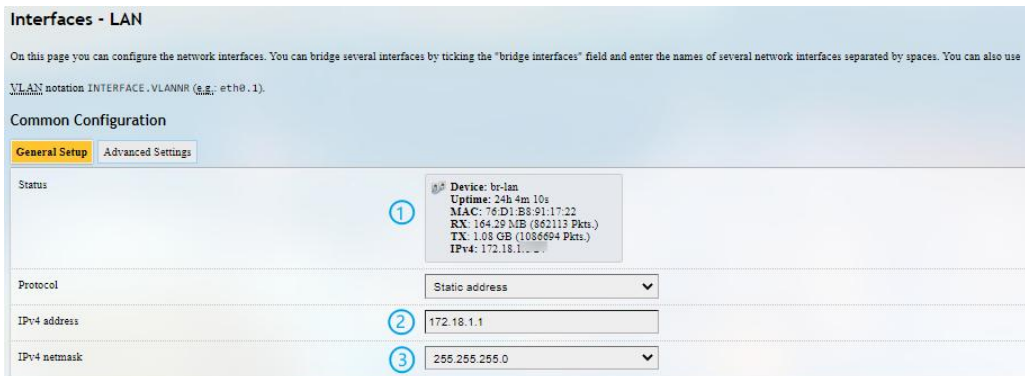 Interfaces - LAN
On this page you can configure the network interfaces. You can bridge several interfaces by ticking the "bridge interfaces" field and enter the names of several network interfaces separated by spaces. You can also use
VLAN notation INTERFACE.VLANNR (e.g.: eth0.1).
Common Configuration
General Setup Advanced Settings
Status
Device: br-lan
Uptime: 24h 4m 10s
1
MAC: 76:D1:B8:91:17:22
RX: 164.29 MB (862113 Pkts.)
TX: 1.08 GB (1086694 Pkts.)
IPv4:
Protocol Static address
IPv4 address 2 172.18.1.1
IPv4 netmask 3 255.255.255.0